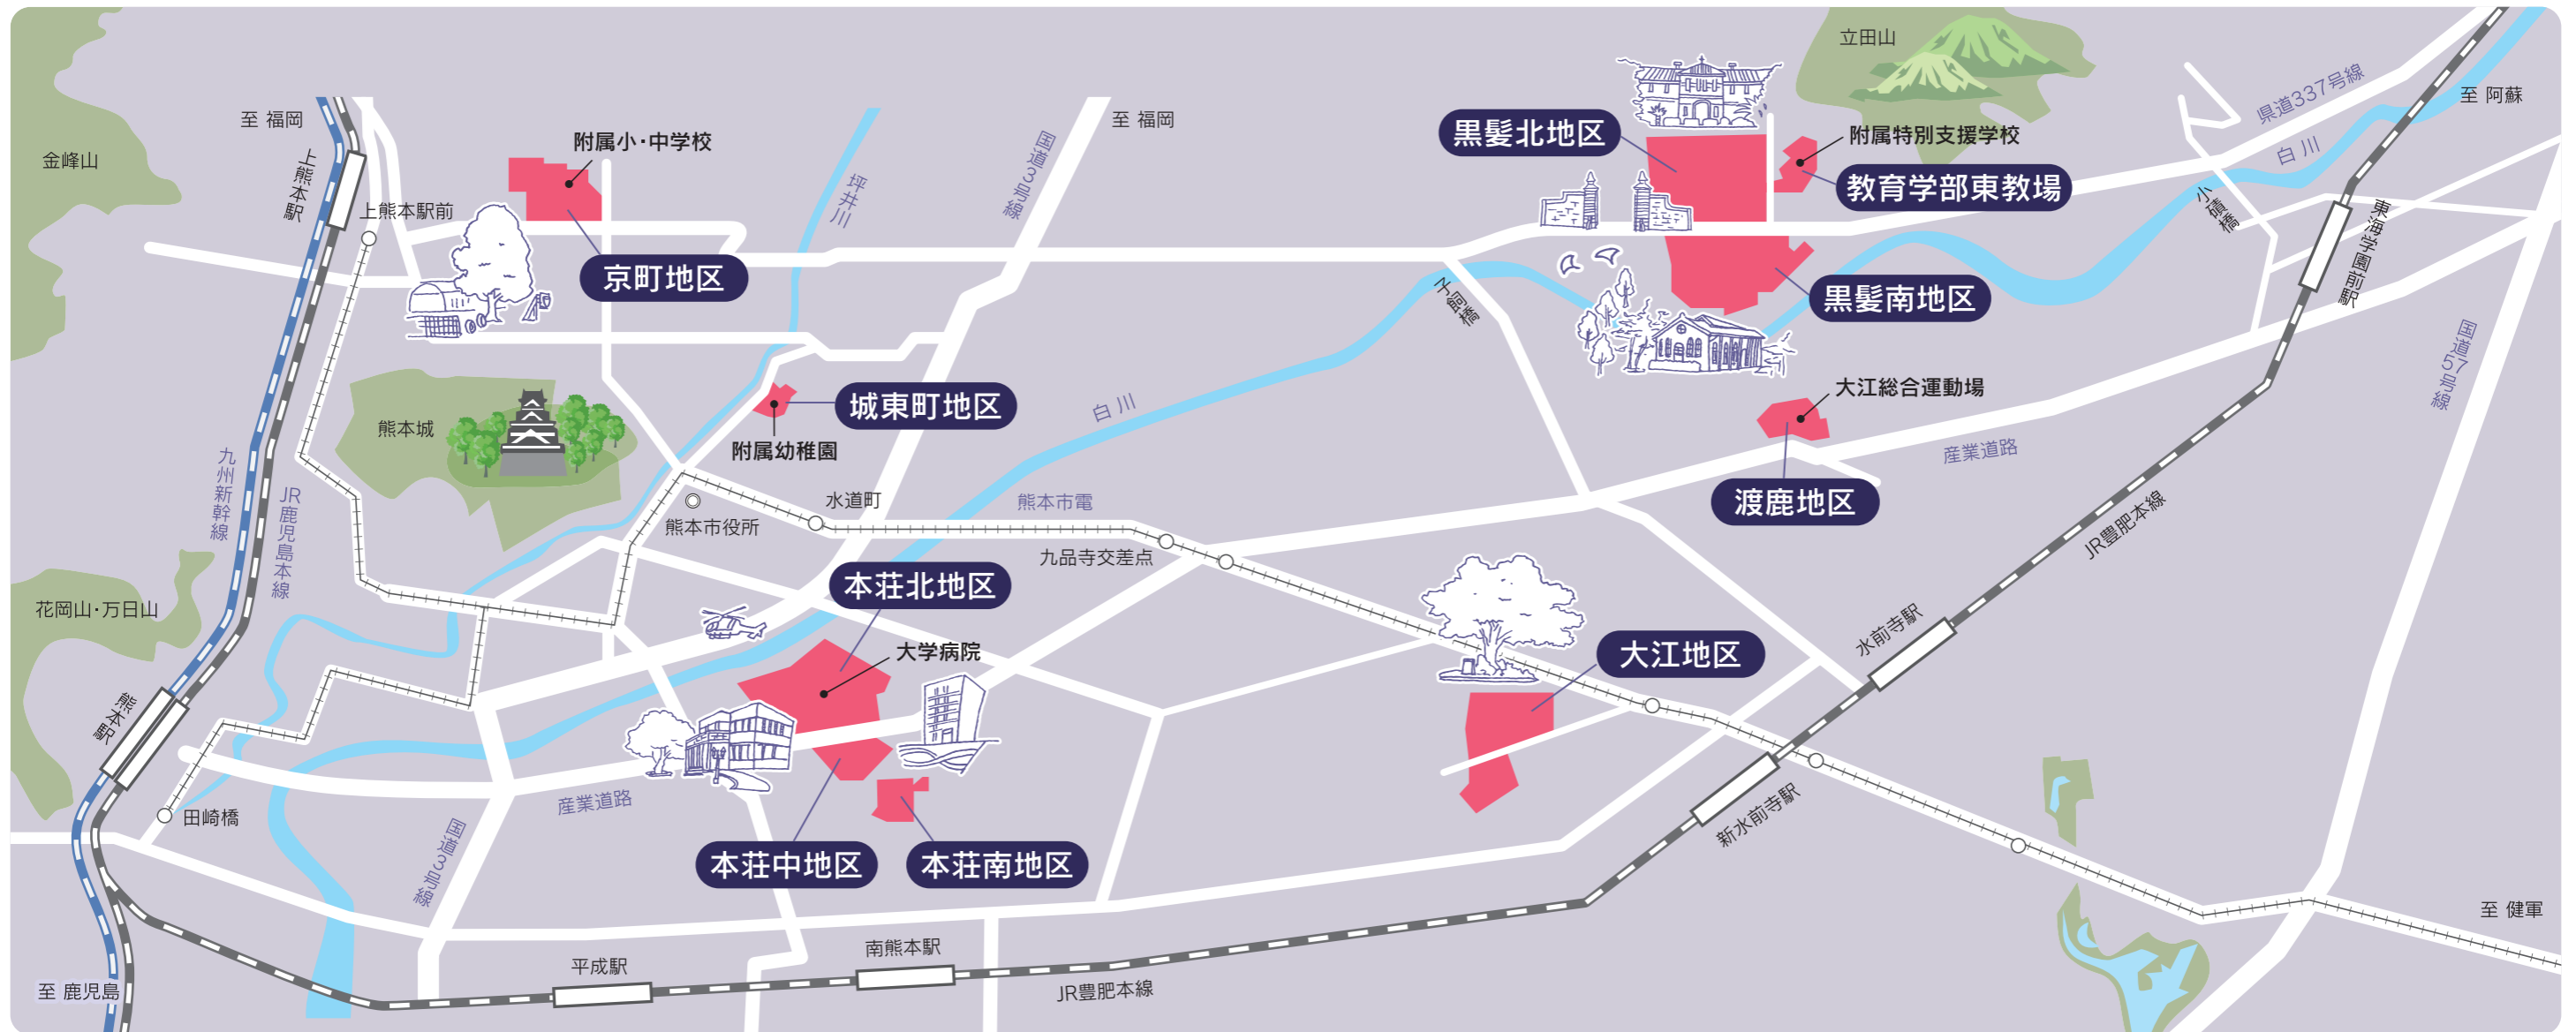 立田山
県道337号線
至 阿蘇
至 福岡
至 福岡
国道3号線
附属小・中学校
黒髪北地区
附属特別支援学校
金峰山
上熊本駅
白川
教育学部東教場
坪井川
上熊本駅前
小磧橋
東海学園前駅
京町地区
黒髪南地区
子飼橋
国道57号線
大江総合運動場
城東町地区
白川
熊本城
附属幼稚園
産業道路
九州新幹線
JR鹿児島本線
水道町
熊本市電
渡鹿地区
熊本市役所
JR豊肥本線
九品寺交差点
本荘北地区
花岡山・万日山
水前寺駅
大学病院
大江地区
熊本駅
産業道路
田崎橋
新水前寺駅
国道3号線
本荘中地区
本荘南地区
至 健軍
南熊本駅
平成駅
至 鹿児島
JR豊肥本線